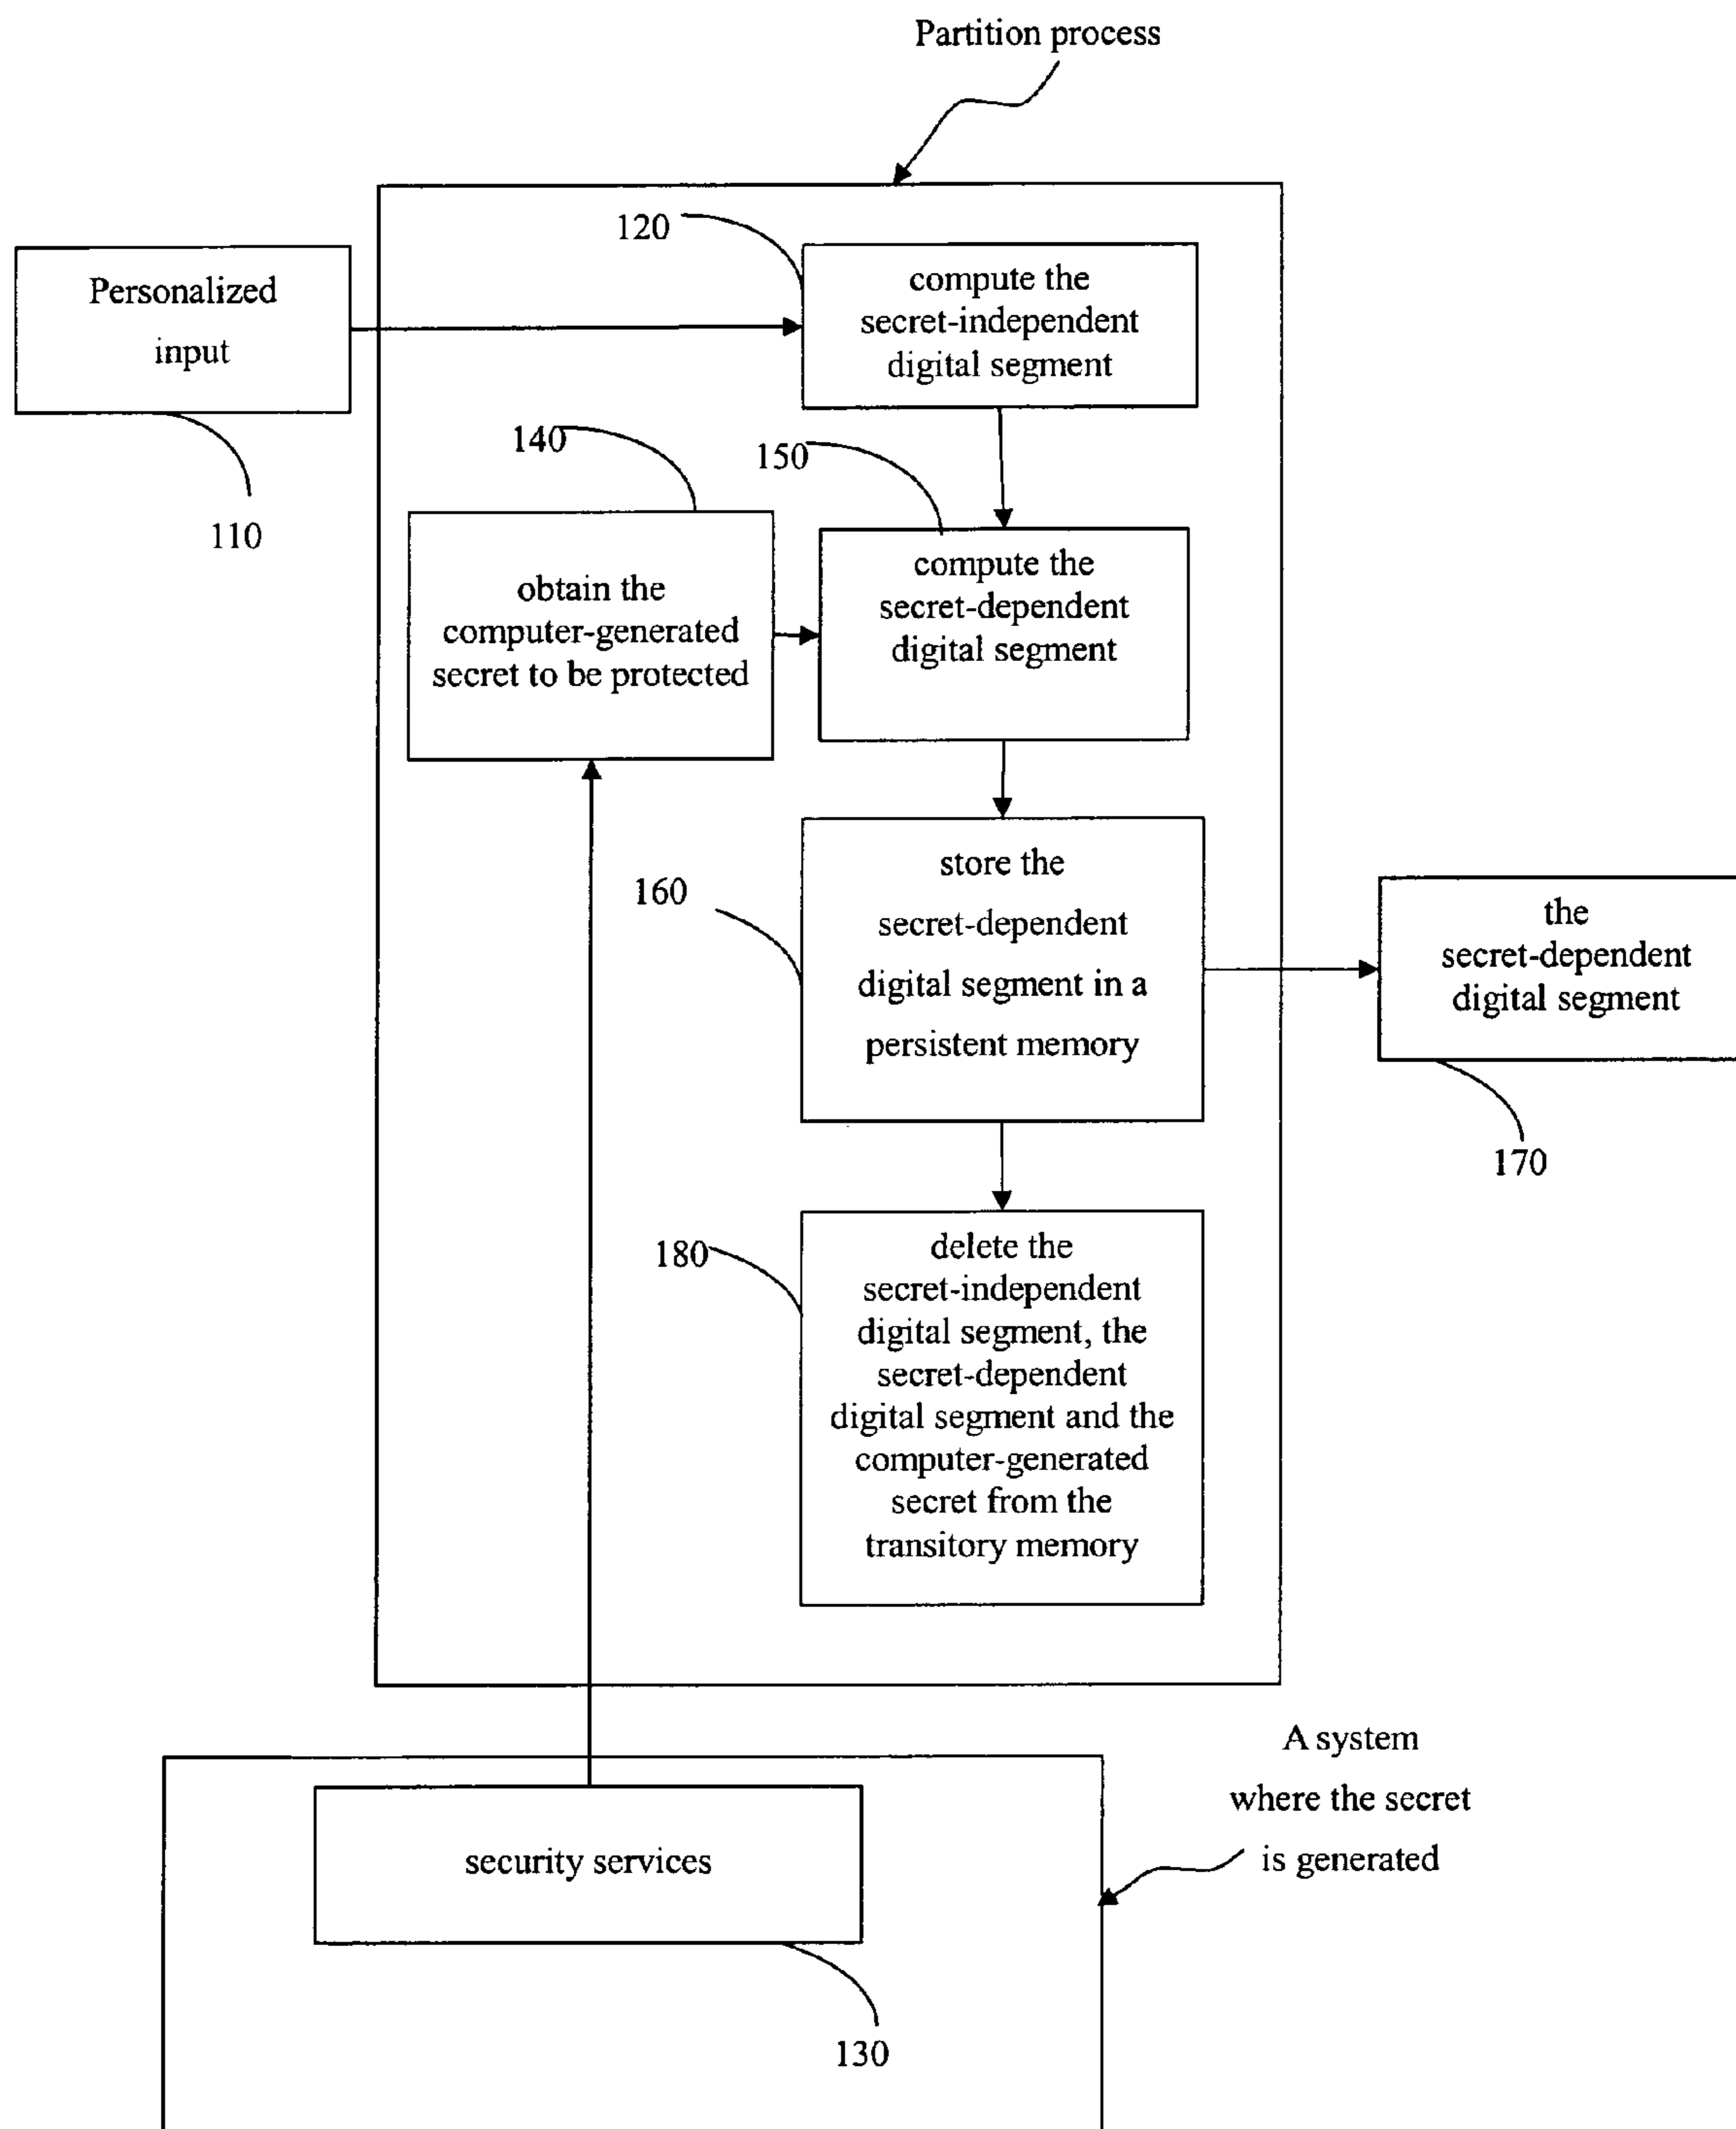 Partition process
120
Personalized
input
compute the
secret-independent
digital segment
110
140
150
obtain the
computer-generated
secret to be protected
compute the
secret-dependent
digital segment
160
store the
secret-dependent
digital segment in a
persistent memory
the
secret-dependent
digital segment
170
180
delete the
secret-independent
digital segment, the
secret-dependent
digital segment and the
computer-generated
secret from the
transitory memory
A system
where the secret
is generated
security services
130